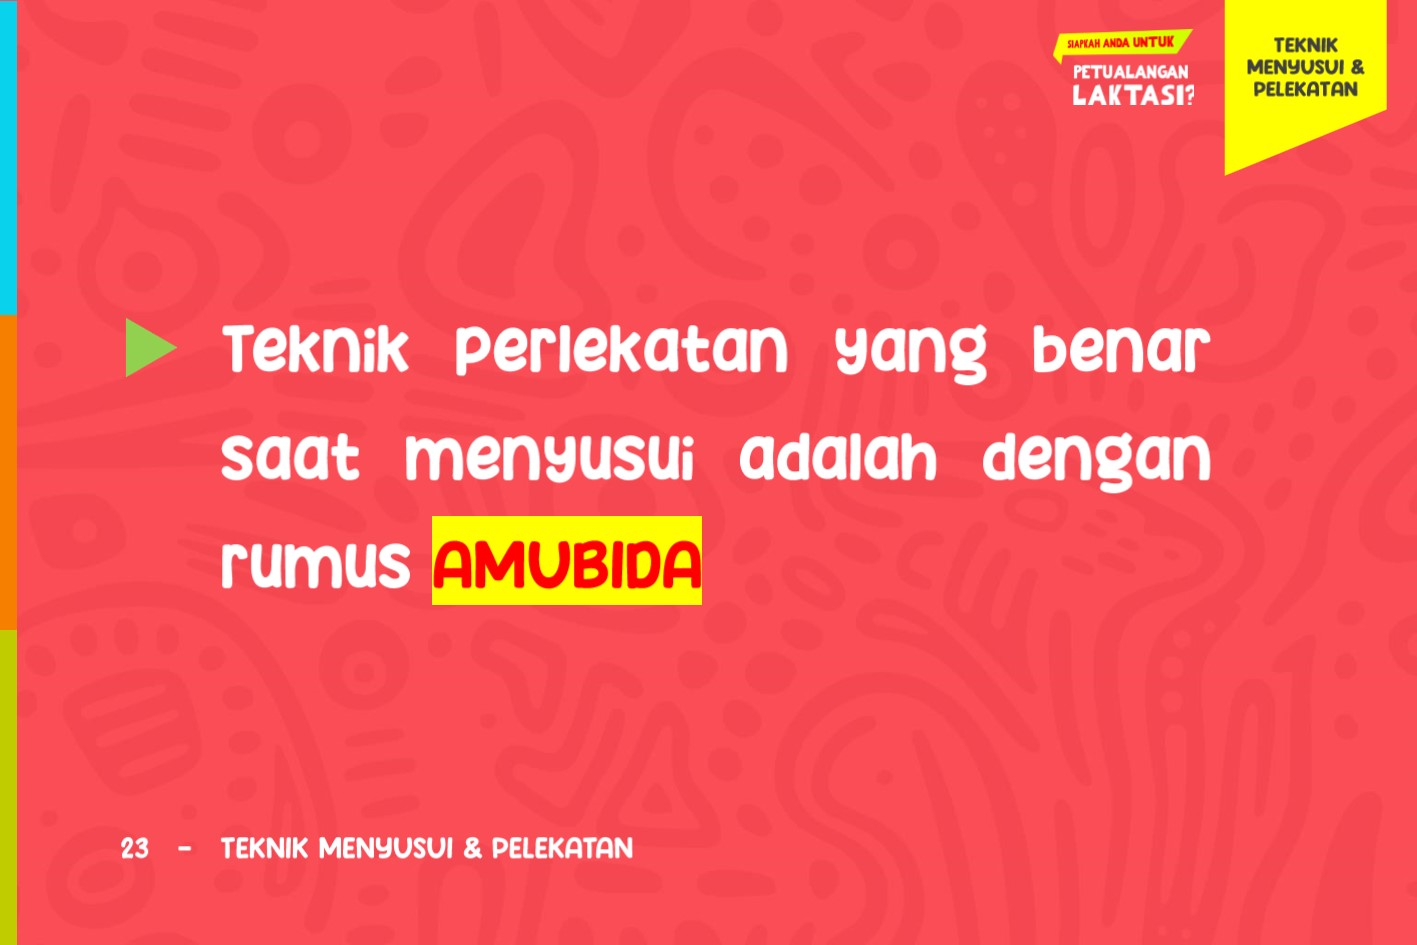 SIAPKAH ANDA UNTUK
PETUALANGAN
LAKTASI?
TEKNIK
MENYUSUI &
PELEKATAN
Teknik perlekatan yang benar
saat menyusui adalah dengan
rumus AMUBIDA
23 - TEKNIK MENYUSUI & PELEKATAN